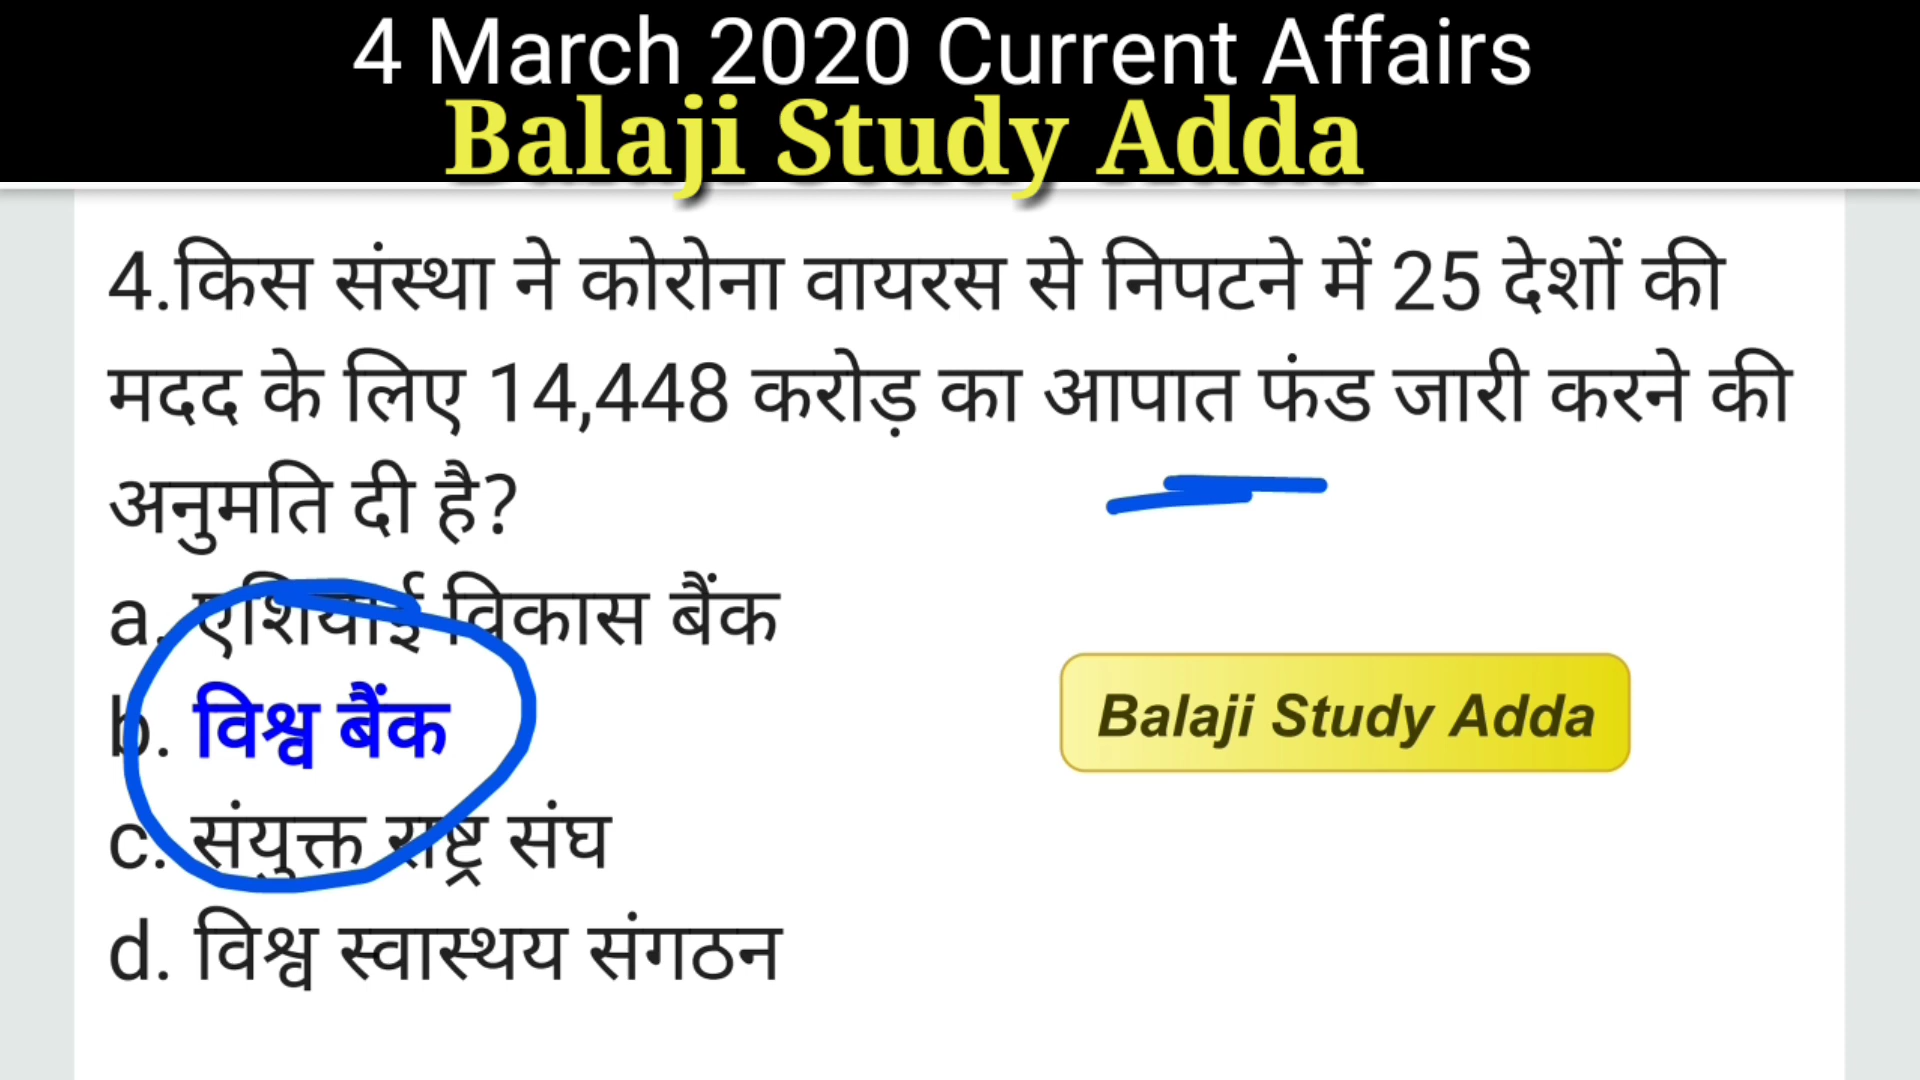 4 March 2020 Current Affairs
Balaji Study Adda
4.किस संस्था ने कोरोना वायरस से निपटने में 25 देशों की
मदद के लिए 14,448 करोड़ का आपात फंड जारी करने की
अनुमति दी है?
a. एशियाई विकास बैंक
b. विश्व बैंक
Balaji Study Adda
c. संयुक्त राष्ट्र संघ
d. विश्व स्वास्थय संगठन